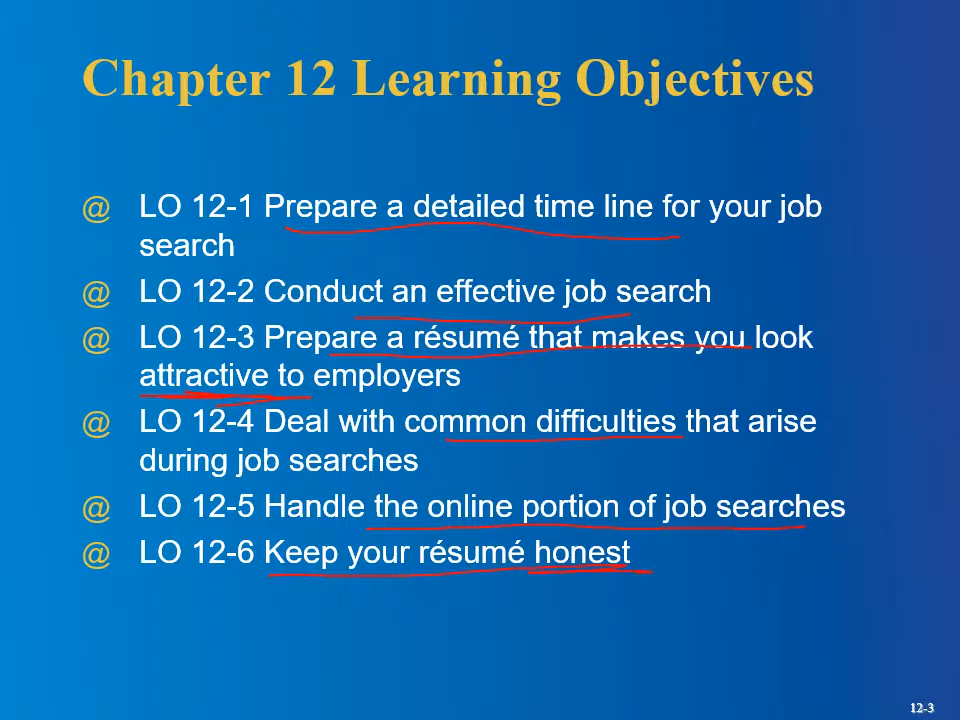 Chapter 12 Learning Objectives
@ LO 12-1 Prepare a detailed time line for your job
search
@ LO 12-2 Conduct an effective job search
@ LO 12-3 Prepare a résumé that makes you look
attractive to employers
@ LO 12-4 Deal with common difficulties that arise
during job searches
@ LO 12-5 Handle the online portion of job searches
@ LO 12-6 Keep your résumé honest
12-3